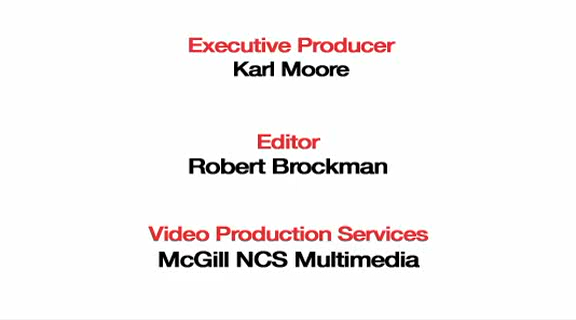 Executive Producer
Karl Moore
Editor
Robert Brockman
Video Production Services
McGill NCS Multimedia